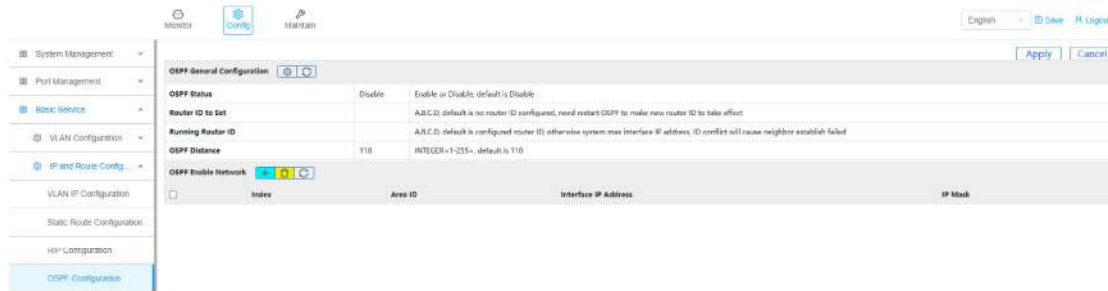 Monitor Config Maintain English Save Logout
System Management
Apply Cancel
OSPF General Configuration
Port Management
OSPF Status Disable Enable or Disable, default is Disable
Basic Service
Router ID to Set A.B.C.D, default is no router ID configured, need restart OSPF to make new router ID to take effect
VLAN Configuration
Running Router ID A.B.C.D, default is configured router ID, otherwise system max interface IP address, ID conflict will cause neighbor establish failed
OSPF Distance 110 INTEGER<1-255>, default is 110
IP and Route Config...
OSPF Enable Network
VLAN IP Configuration
Index Area ID Interface IP Address IP Mask
Static Route Configuration
RIP Configuration
OSPF Configuration